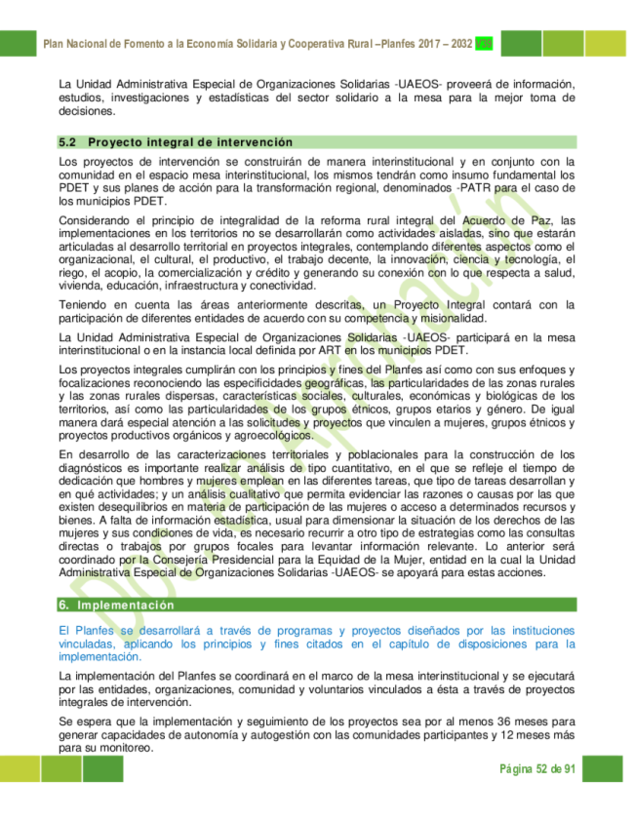 Plan Nacional de Fomento a la Economía Solidaria y Cooperativa Rural –Planfes 2017 – 2032 v39
La Unidad Administrativa Especial de Organizaciones Solidarias -UAEOS- proveerá de información,
estudios, investigaciones y estadísticas del sector solidario a la mesa para la mejor toma de
decisiones.
5.2 Proyecto integral de intervención
Los proyectos de intervención se construirán de manera interinstitucional y en conjunto con la
comunidad en el espacio mesa interinstitucional, los mismos tendrán como insumo fundamental los
PDET y sus planes de acción para la transformación regional, denominados -PATR para el caso de
los municipios PDET.
Considerando el principio de integralidad de la reforma rural integral del Acuerdo de Paz, las
implementaciones en los territorios no se desarrollarán como actividades aisladas, sino que estarán
articuladas al desarrollo territorial en proyectos integrales, contemplando diferentes aspectos como el
organizacional, el cultural, el productivo, el trabajo decente, la innovación, ciencia y tecnología, el
riego, el acopio, la comercialización y crédito y generando su conexión con lo que respecta a salud,
vivienda, educación, infraestructura y conectividad.
Teniendo en cuenta las áreas anteriormente descritas, un Proyecto Integral contará con la
participación de diferentes entidades de acuerdo con su competencia y misionalidad.
La Unidad Administrativa Especial de Organizaciones Solidarias -UAEOS- participará en la mesa
interinstitucional o en la instancia local definida por ART en los municipios PDET.
Los proyectos integrales cumplirán con los principios y fines del Planfes así como con sus enfoques y
focalizaciones reconociendo las especificidades geográficas, las particularidades de las zonas rurales
y las zonas rurales dispersas, características sociales, culturales, económicas y biológicas de los
territorios, así como las particularidades de los grupos étnicos, grupos etarios y género. De igual
manera dará especial atención a las solicitudes y proyectos que vinculen a mujeres, grupos étnicos y
proyectos productivos orgánicos y agroecológicos.
En desarrollo de las caracterizaciones territoriales y poblacionales para la construcción de los
diagnósticos es importante realizar análisis de tipo cuantitativo, en el que se refleje el tiempo de
dedicación que hombres y mujeres emplean en las diferentes tareas, que tipo de tareas desarrollan y
en qué actividades; y un análisis cualitativo que permita evidenciar las razones o causas por las que
existen desequilibrios en materia de participación de las mujeres o acceso a determinados recursos y
bienes. A falta de información estadística, usual para dimensionar la situación de los derechos de las
mujeres y sus condiciones de vida, es necesario recurrir a otro tipo de estrategias como las consultas
directas o trabajos por grupos focales para levantar información relevante. Lo anterior será
coordinado por la Consejería Presidencial para la Equidad de la Mujer, entidad en la cual la Unidad
Administrativa Especial de Organizaciones Solidarias -UAEOS- se apoyará para estas acciones.
6. Implementación
El Planfes se desarrollará a través de programas y proyectos diseñados por las instituciones
vinculadas, aplicando los principios y fines citados en el capítulo de disposiciones para la
implementación.
La implementación del Planfes se coordinará en el marco de la mesa interinstitucional y se ejecutará
por las entidades, organizaciones, comunidad y voluntarios vinculados a ésta a través de proyectos
integrales de intervención.
Se espera que la implementación y seguimiento de los proyectos sea por al menos 36 meses para
generar capacidades de autonomía y autogestión con las comunidades participantes y 12 meses más
para su monitoreo.
Doc. en Aprobación
Página 52 de 91